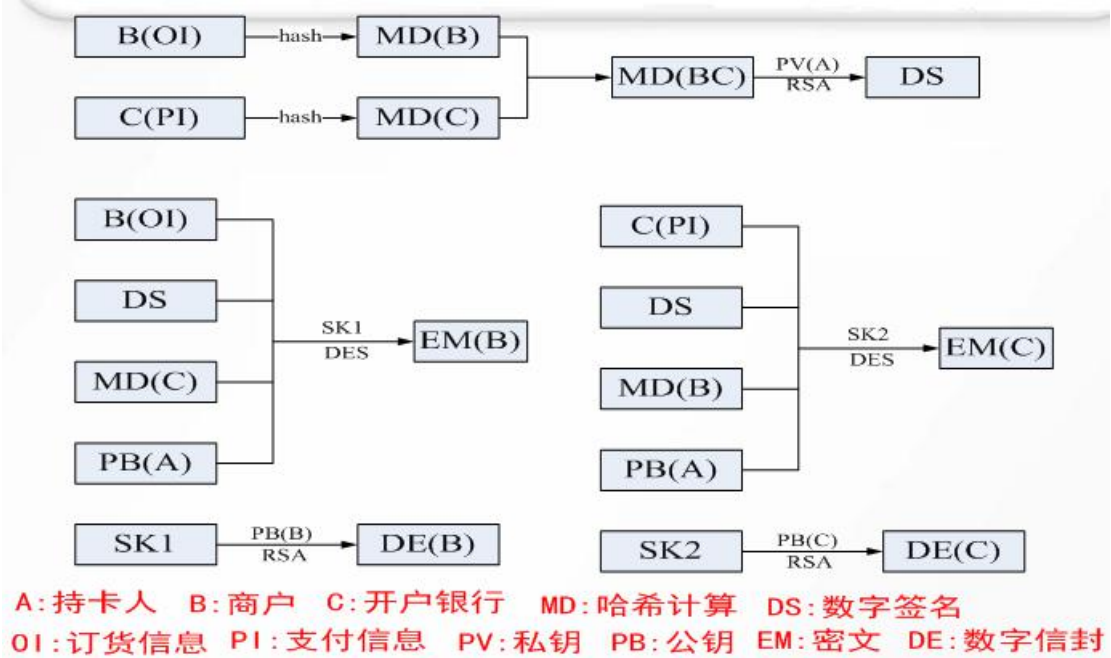 B(OI) hash MD(B)
MD(BC) PV(A) RSA DS
C(PI) hash MD(C)
B(OI)
DS
MD(C)
PB(A)
SK1
DES
EM(B)
C(PI)
DS
MD(B)
PB(A)
SK2
DES
EM(C)
SK1 PB(B) RSA DE(B)
SK2 PB(C) RSA DE(C)
A:持卡人 B:商户 C:开户银行 MD:哈希计算 DS:数字签名
OI:订货信息 PI:支付信息 PV:私钥 PB:公钥 EM:密文 DE:数字信封